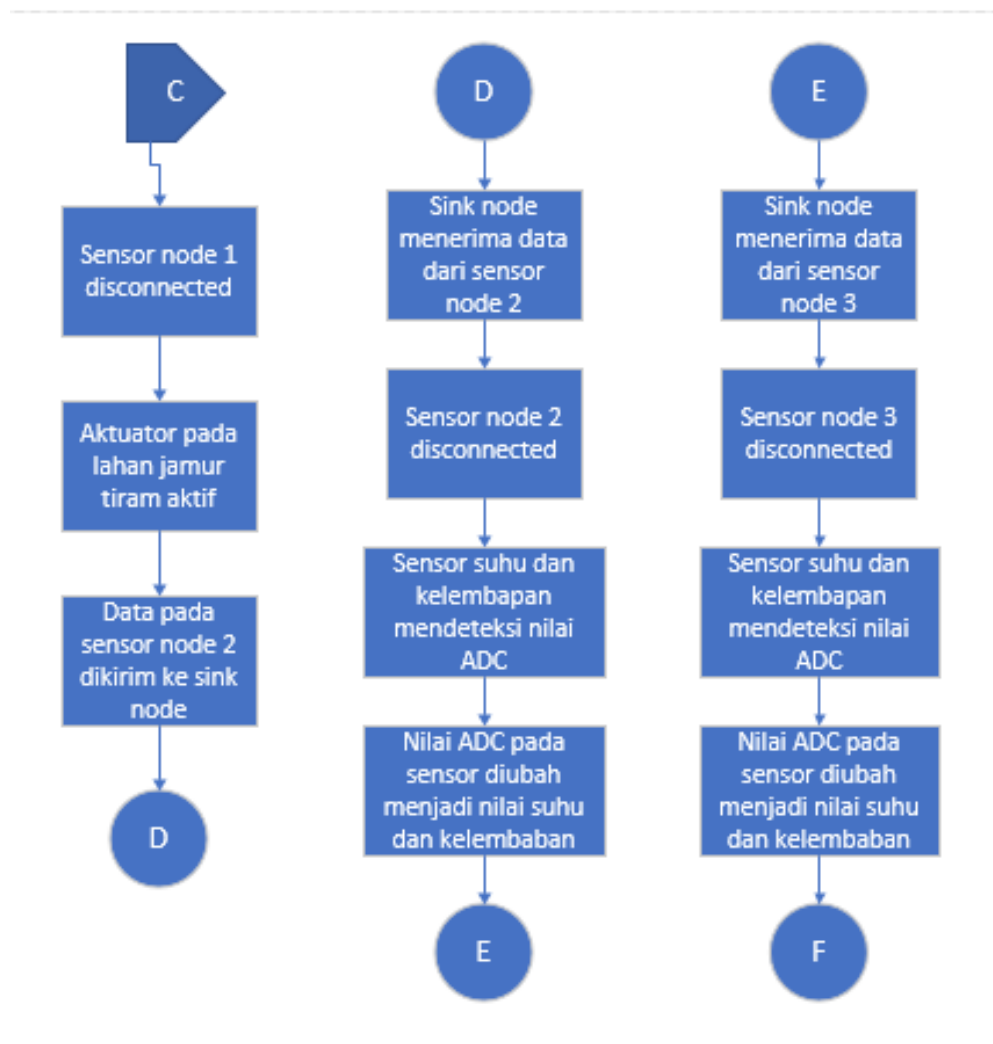 C
Sensor node 1
disconnected
Aktuator pada
lahan jamur
tiram aktif
Data pada
sensor node 2
dikirim ke sink
node
D
D
Sink node
menerima data
dari sensor
node 2
Sensor node 2
disconnected
Sensor suhu dan
kelembapan
mendeteksi nilai
ADC
Nilai ADC pada
sensor diubah
menjadi nilai suhu
dan kelembaban
E
E
Sink node
menerima data
dari sensor
node 3
Sensor node 3
disconnected
Sensor suhu dan
kelembapan
mendeteksi nilai
ADC
Nilai ADC pada
sensor diubah
menjadi nilai suhu
dan kelembaban
F